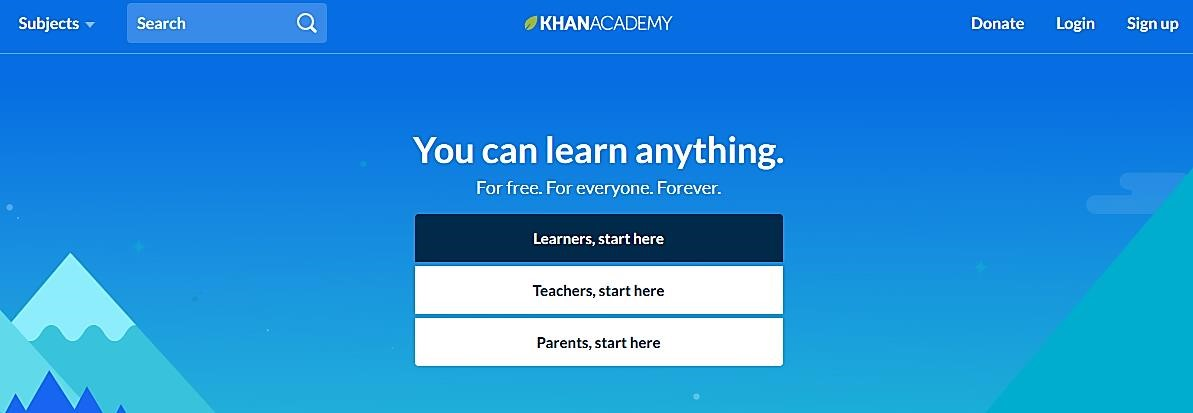 Subjects
Search
KHANACADEMY
Donate
Login
Sign up
You can learn anything.
For free. For everyone. Forever.
Learners, start here
Teachers, start here
Parents, start here